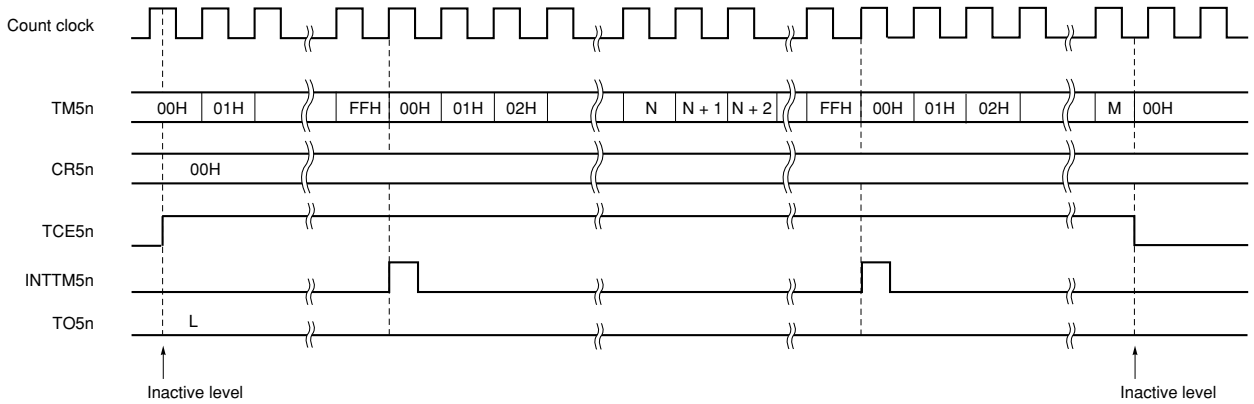 Count clock
TM5n 00H 01H FFH 00H 01H 02H N N + 1 N + 2 FFH 00H 01H 02H M 00H
CR5n 00H
TCE5n
INTTM5n
TO5n L
Inactive level Inactive level